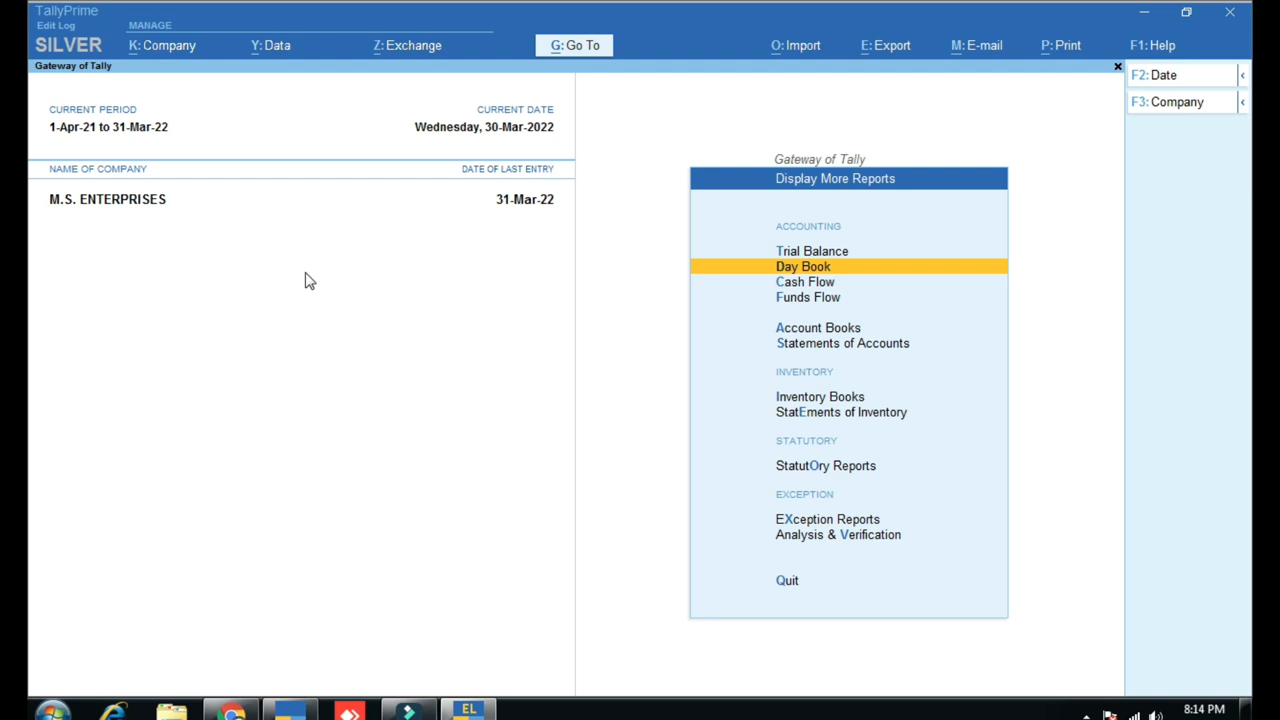 TallyPrime
Edit Log
SILVER
MANAGE
K: Company
Y: Data
Z: Exchange
G: Go To
O: Import
E: Export
M: E-mail
P: Print
F1: Help
Gateway of Tally
F2: Date
F3: Company
CURRENT PERIOD
CURRENT DATE
1-Apr-21 to 31-Mar-22
Wednesday, 30-Mar-2022
NAME OF COMPANY
DATE OF LAST ENTRY
M.S. ENTERPRISES
31-Mar-22
Gateway of Tally
Display More Reports
ACCOUNTING
Trial Balance
Day Book
Cash Flow
Funds Flow
Account Books
Statements of Accounts
INVENTORY
Inventory Books
StatEments of Inventory
STATUTORY
StatutOry Reports
EXCEPTION
EXception Reports
Analysis & Verification
Quit
EL
8:14 PM